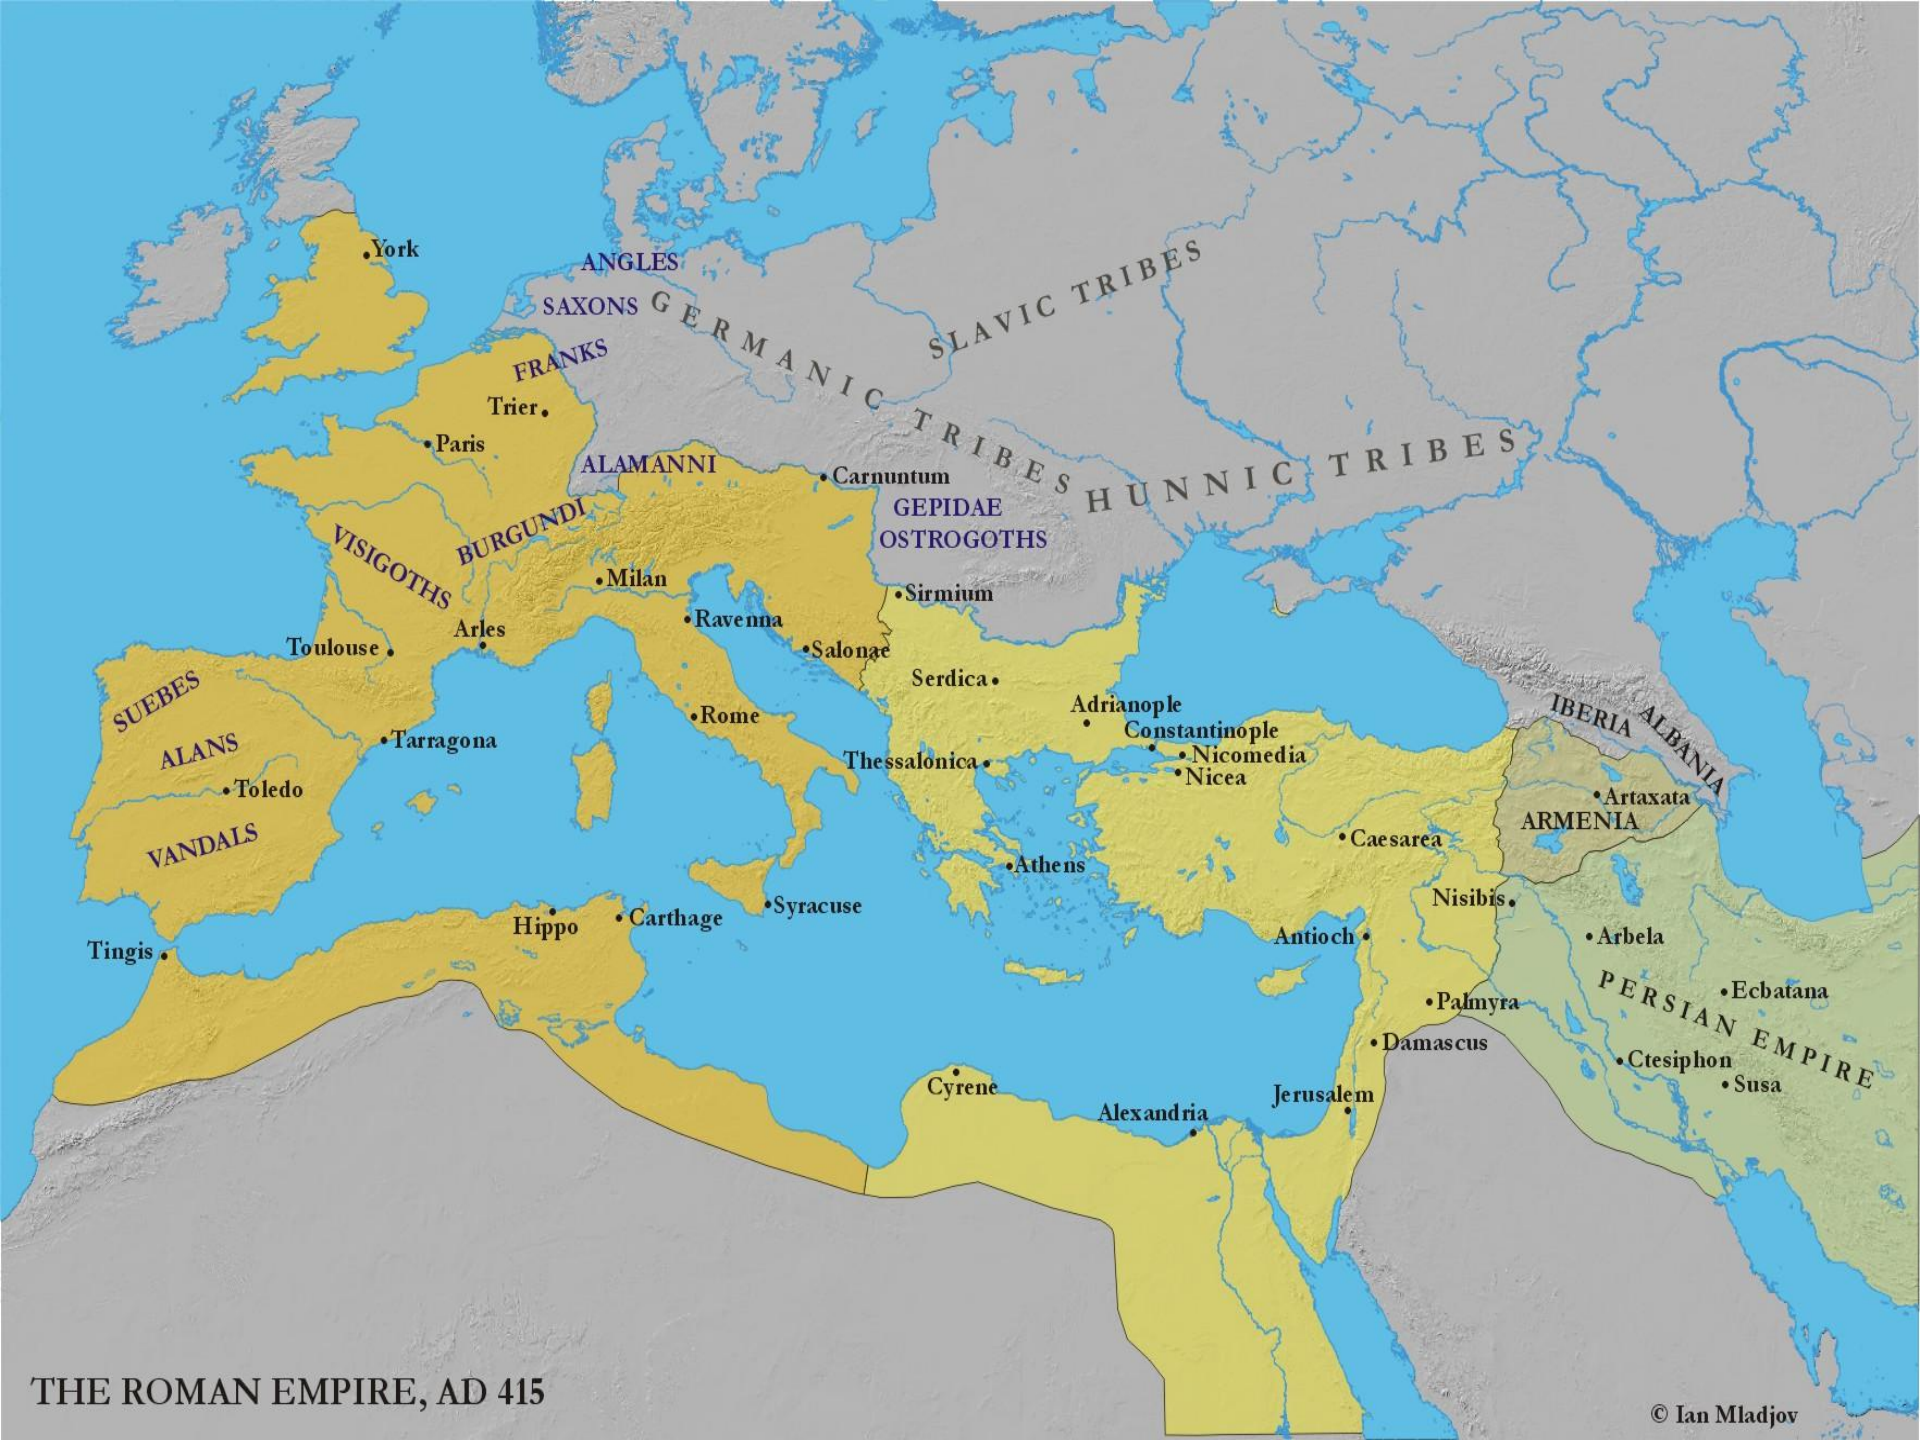 York
ANGLES
SAXONS
GERMANIC TRIBES
SLAVIC TRIBES
FRANKS
Trier
Paris
ALAMANNI
Carnuntum
HUNNIC TRIBES
GEPIDAE
OSTROGOTHS
VISIGOTHS
BURGUNDI
Milan
Sirmium
Ravenna
Arles
Toulouse
Salonae
SUEBES
Serdica
Adrianople
IBERIA
ALBANIA
Rome
Constantinople
ALANS
Tarragona
Thessalonica
Nicomedia
Nicea
Toledo
Artaxata
ARMENIA
VANDALS
Caesarea
Athens
Nisibis
Syracuse
Hippo
Carthage
Tingis
Antioch
Arbela
PERSIAN EMPIRE
Ecbatana
Palmyra
Damascus
Ctesiphon
Susa
Cyrene
Jerusalem
Alexandria
THE ROMAN EMPIRE, AD 415
© Ian Mladjov